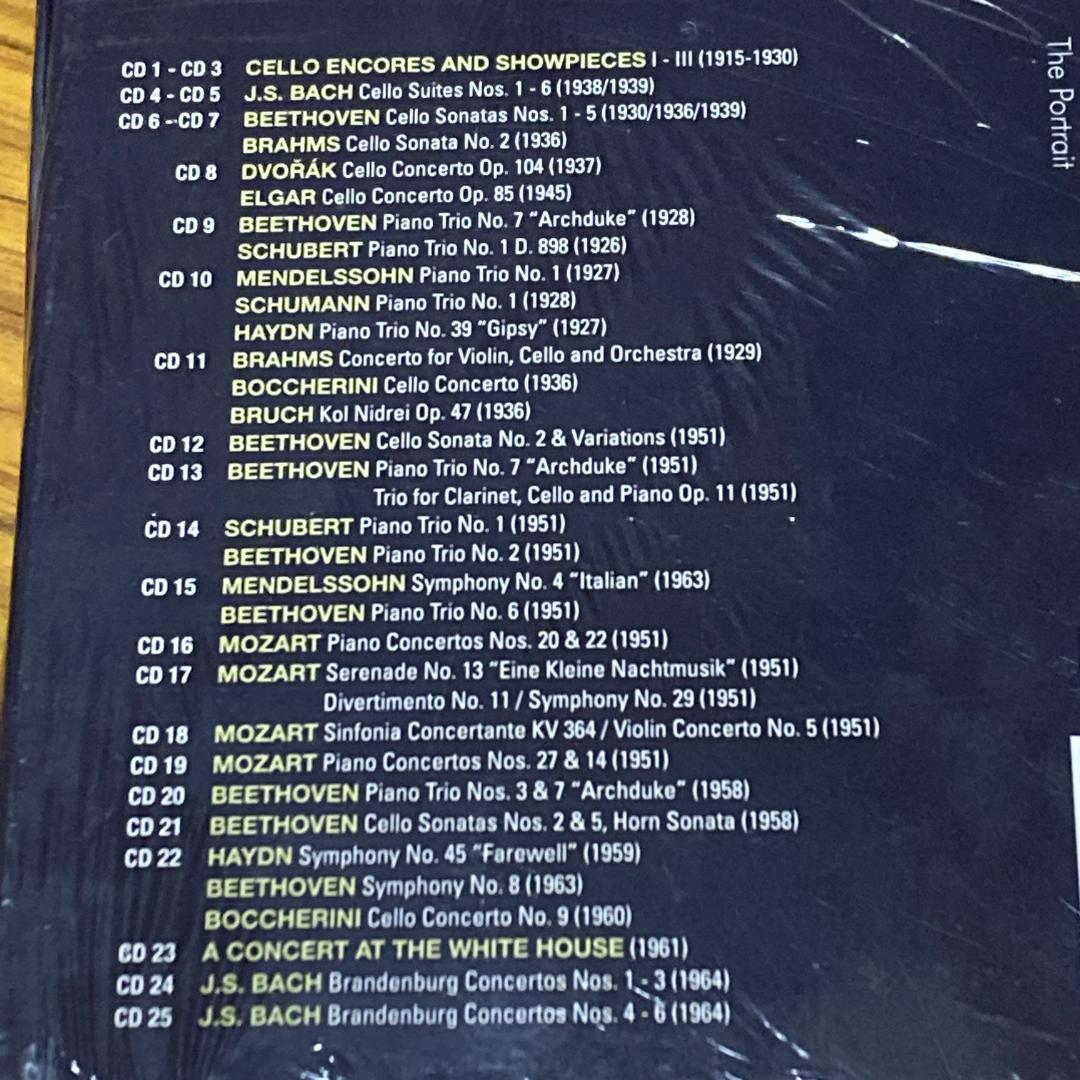 CD 1 - CD 3 CELLO ENCORES AND SHOWPIECES I - III (1915-1930)
CD 4 - CD 5 J.S. BACH Cello Suites Nos. 1 - 6 (1938/1939)
CD 6 - CD 7 BEETHOVEN Cello Sonatas Nos. 1 - 5 (1930/1936/1939)
BRAHMS Cello Sonata No. 2 (1936)
CD 8 DVOŘÁK Cello Concerto Op. 104 (1937)
ELGAR Cello Concerto Op. 85 (1945)
CD 9 BEETHOVEN Piano Trio No. 7 "Archduke" (1928)
SCHUBERT Piano Trio No. 1 D. 898 (1926)
CD 10 MENDELSSOHN Piano Trio No. 1 (1927)
SCHUMANN Piano Trio No. 1 (1928)
HAYDN Piano Trio No. 39 "Gipsy" (1927)
CD 11 BRAHMS Concerto for Violin, Cello and Orchestra (1929)
BOCCHERINI Cello Concerto (1936)
BRUCH Kol Nidrei Op. 47 (1936)
CD 12 BEETHOVEN Cello Sonata No. 2 & Variations (1951)
CD 13 BEETHOVEN Piano Trio No. 7 "Archduke" (1951)
Trio for Clarinet, Cello and Piano Op. 11 (1951)
CD 14 SCHUBERT Piano Trio No. 1 (1951)
BEETHOVEN Piano Trio No. 2 (1951)
CD 15 MENDELSSOHN Symphony No. 4 "Italian" (1963)
BEETHOVEN Piano Trio No. 6 (1951)
CD 16 MOZART Piano Concertos Nos. 20 & 22 (1951)
CD 17 MOZART Serenade No. 13 "Eine Kleine Nachtmusik" (1951)
Divertimento No. 11 / Symphony No. 29 (1951)
CD 18 MOZART Sinfonia Concertante KV 364 / Violin Concerto No. 5 (1951)
CD 19 MOZART Piano Concertos Nos. 27 & 14 (1951)
CD 20 BEETHOVEN Piano Trio Nos. 3 & 7 "Archduke" (1958)
CD 21 BEETHOVEN Cello Sonatas Nos. 2 & 5, Horn Sonata (1958)
CD 22 HAYDN Symphony No. 45 "Farewell" (1959)
BEETHOVEN Symphony No. 8 (1963)
BOCCHERINI Cello Concerto No. 9 (1960)
CD 23 A CONCERT AT THE WHITE HOUSE (1961)
CD 24 J.S. BACH Brandenburg Concertos Nos. 1 - 3 (1964)
CD 25 J.S. BACH Brandenburg Concertos Nos. 4 - 6 (1964)
The Portrait